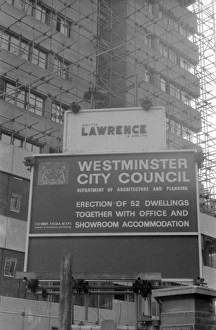 LAWRENCE
WESTMINSTER
CITY COUNCIL
DEPARTMENT OF ARCHITECTURE AND PLANNING
ERECTION OF 52 DWELLINGS
TOGETHER WITH OFFICE AND
SHOWROOM ACCOMMODATION